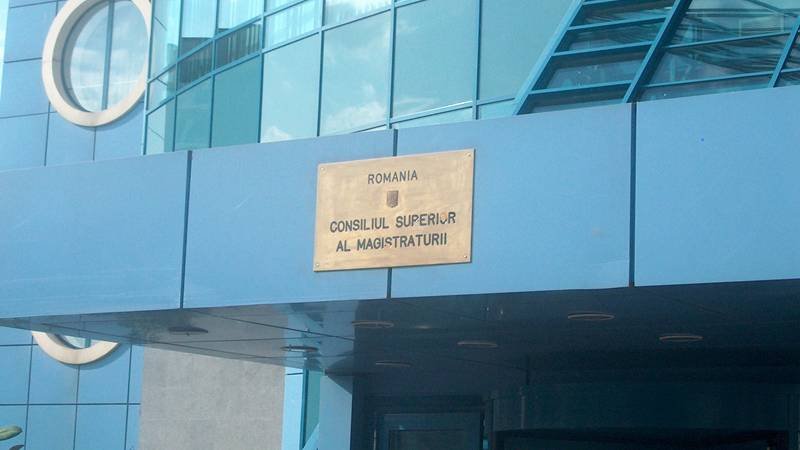 ROMANIA
CONSILIUL SUPERIOR
AL MAGISTRATURII